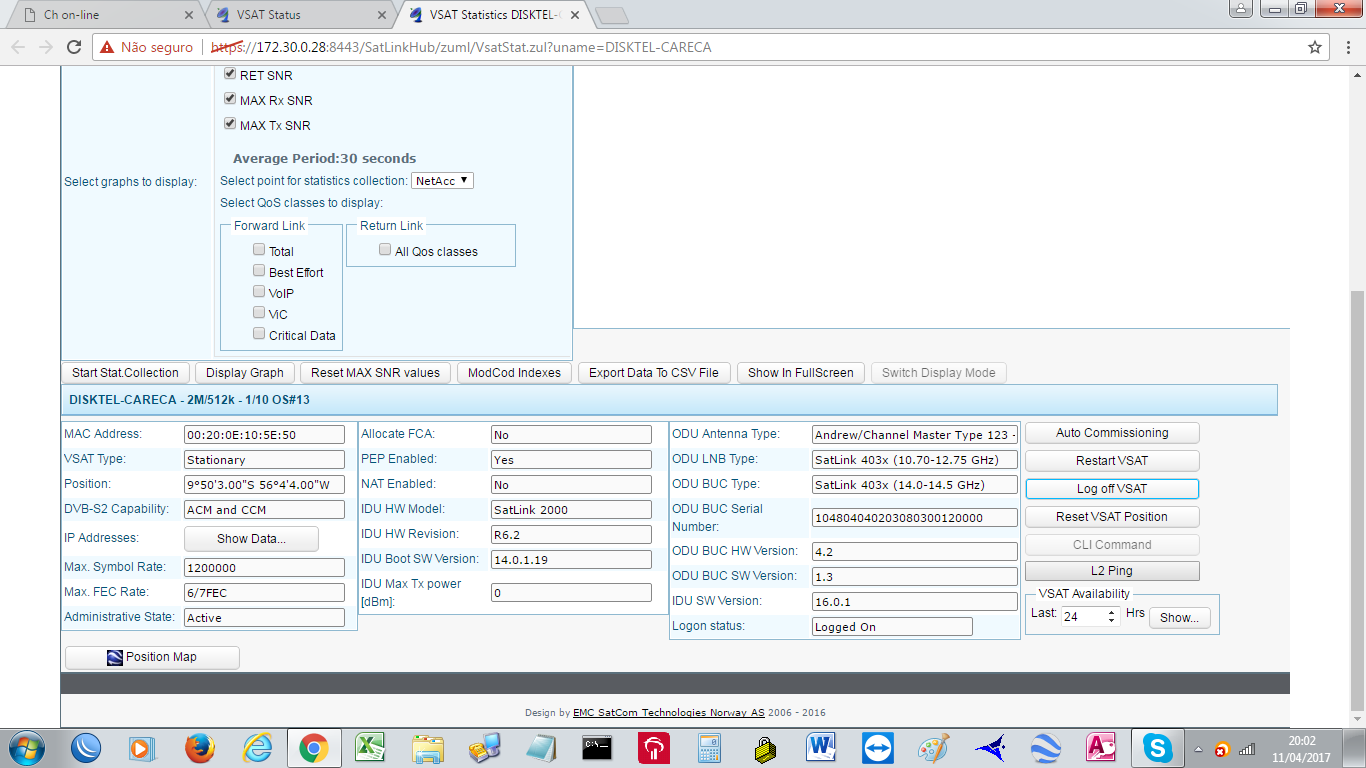 Ch on-line
VSAT Status
VSAT Statistics DISKTEL-
Não seguro
https://172.30.0.28:8443/SatLinkHub/zuml/VsatStat.zul?uname=DISKTEL-CARECA
RET SNR
MAX Rx SNR
MAX Tx SNR
Average Period:30 seconds
Select graphs to display:
Select point for statistics collection: NetAcc
Select QoS classes to display:
Forward Link
Total
Best Effort
VoIP
ViC
Critical Data
Return Link
All Qos classes
Start Stat.Collection
Display Graph
Reset MAX SNR values
ModCod Indexes
Export Data To CSV File
Show In FullScreen
Switch Display Mode
DISKTEL-CARECA - 2M/512k - 1/10 OS#13
MAC Address: 00:20:0E:10:5E:50
VSAT Type: Stationary
Position: 9°50'3.00"S 56°4'4.00"W
DVB-S2 Capability: ACM and CCM
IP Addresses: Show Data...
Max. Symbol Rate: 1200000
Max. FEC Rate: 6/7FEC
Administrative State: Active
Allocate FCA: No
PEP Enabled: Yes
NAT Enabled: No
IDU HW Model: SatLink 2000
IDU HW Revision: R6.2
IDU Boot SW Version: 14.0.1.19
IDU Max Tx power
[dBm]: 0
ODU Antenna Type: Andrew/Channel Master Type 123 -
ODU LNB Type: SatLink 403x (10.70-12.75 GHz)
ODU BUC Type: SatLink 403x (14.0-14.5 GHz)
ODU BUC Serial
Number: 104804040203080300120000
ODU BUC HW Version: 4.2
ODU BUC SW Version: 1.3
IDU SW Version: 16.0.1
Logon status: Logged On
Auto Commissioning
Restart VSAT
Log off VSAT
Reset VSAT Position
CLI Command
L2 Ping
VSAT Availability
Last: 24 Hrs Show...
Position Map
Design by EMC SatCom Technologies Norway AS 2006 - 2016
20:02
11/04/2017